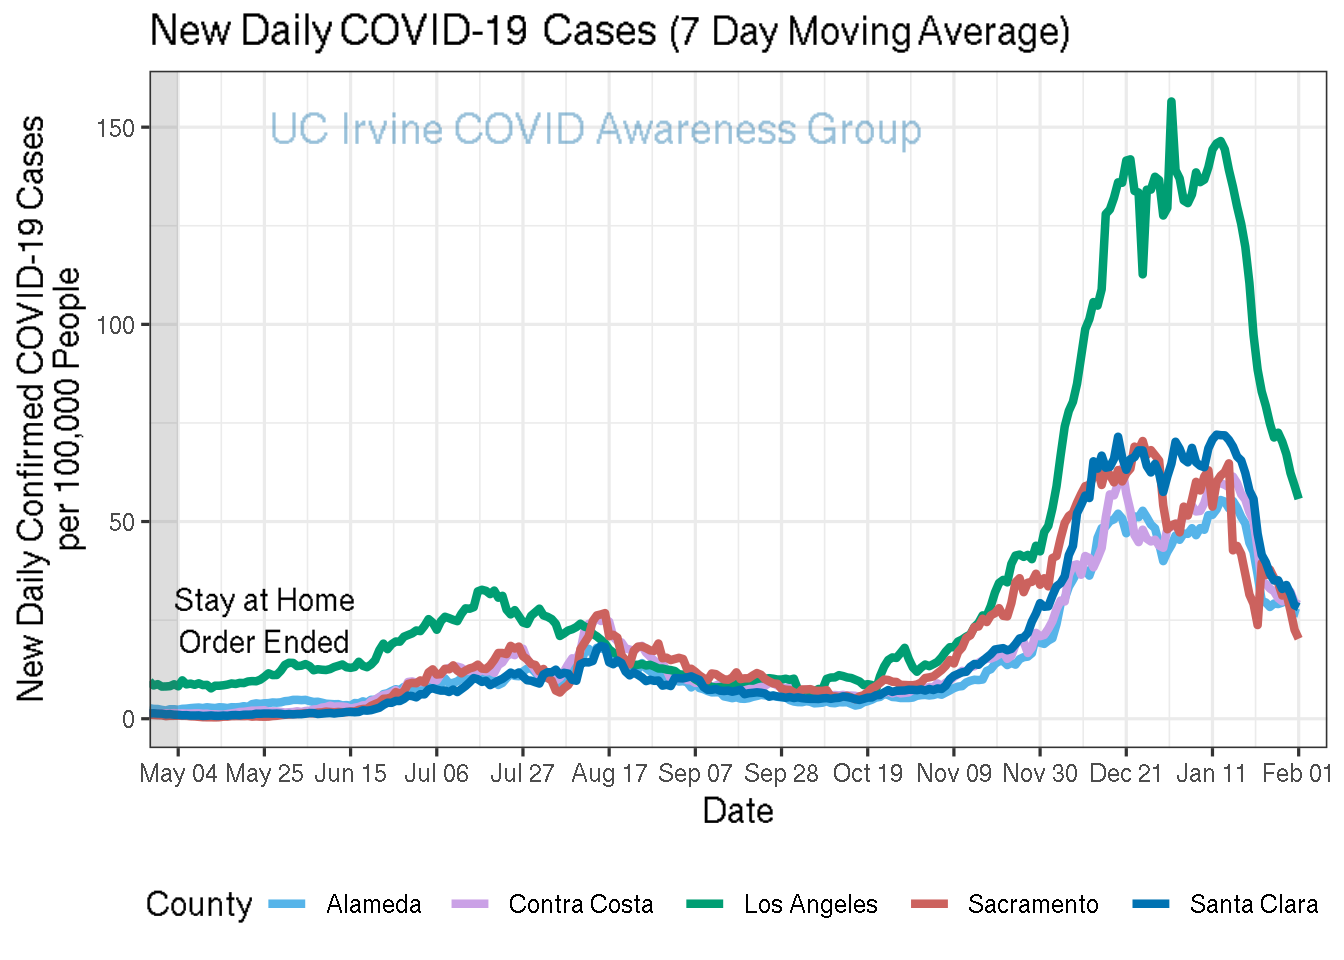 New Daily COVID-19 Cases (7 Day Moving Average)
UC Irvine COVID Awareness Group
New Daily Confirmed COVID-19 Cases
per 100,000 People
150
100
50
0
Stay at Home
Order Ended
May 04 May 25 Jun 15 Jul 06 Jul 27 Aug 17 Sep 07 Sep 28 Oct 19 Nov 09 Nov 30 Dec 21 Jan 11 Feb 01
Date
County Alameda Contra Costa Los Angeles Sacramento Santa Clara